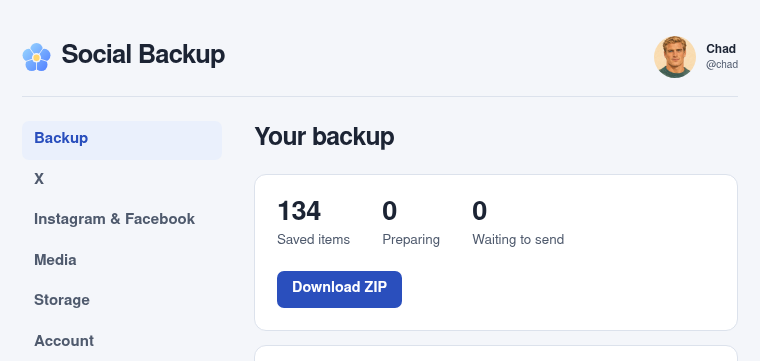 Social Backup
Chad
@chad
Backup
X
Instagram & Facebook
Media
Storage
Account
Your backup
134
Saved items
0
Preparing
0
Waiting to send
Download ZIP